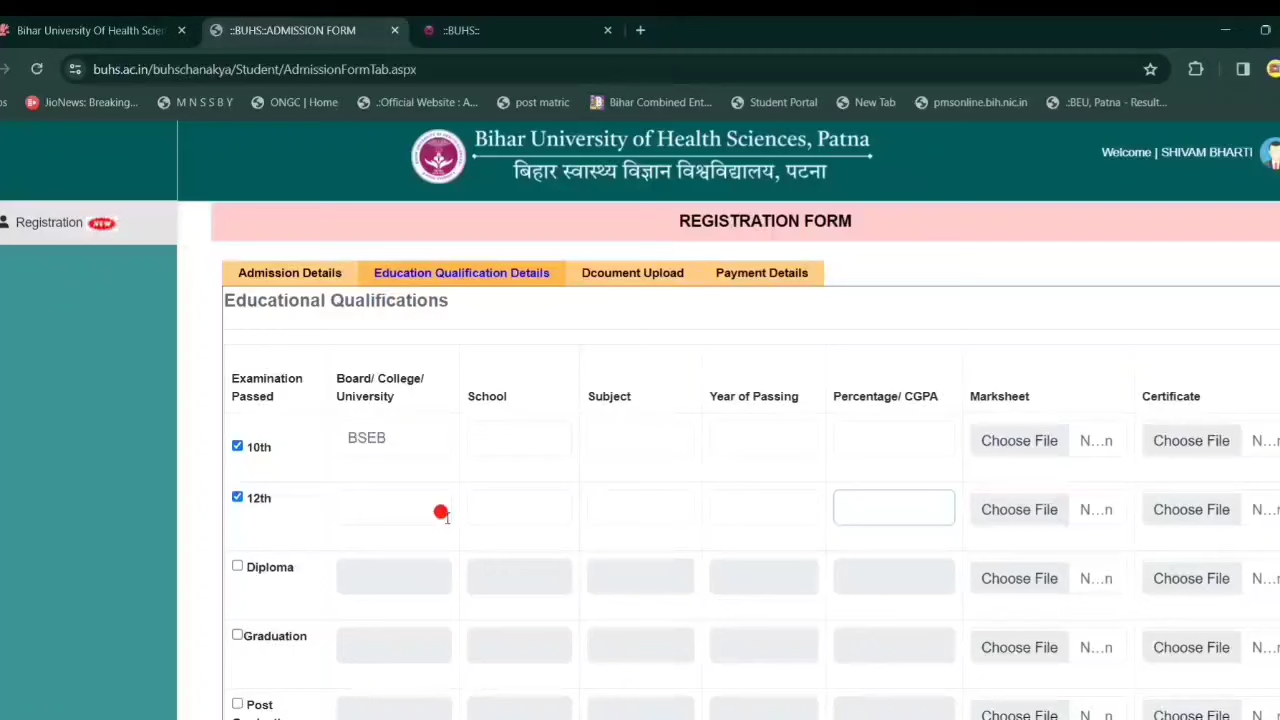 Bihar University Of Health Scien
::BUHS::ADMISSION FORM
::BUHS::
buhs.ac.in/buhschanakya/Student/AdmissionFormTab.aspx
JioNews: Breaking...
M N S S B Y
ONGC | Home
.:Official Website : A...
post matric
Bihar Combined Ent...
Student Portal
New Tab
pmsonline.bih.nic.in
.:BEU, Patna - Result...
Bihar University of Health Sciences, Patna
बिहार स्वास्थ्य विज्ञान विश्वविद्यालय, पटना
Welcome | SHIVAM BHARTI
Registration NEW
REGISTRATION FORM
Admission Details Education Qualification Details Dcoument Upload Payment Details
Educational Qualifications
Examination Passed
Board/ College/ University
School
Subject
Year of Passing
Percentage/ CGPA
Marksheet
Certificate
10th BSEB Choose File N...n Choose File
12th Choose File N...n Choose File
Diploma Choose File N...n Choose File
Graduation Choose File N...n Choose File
Post